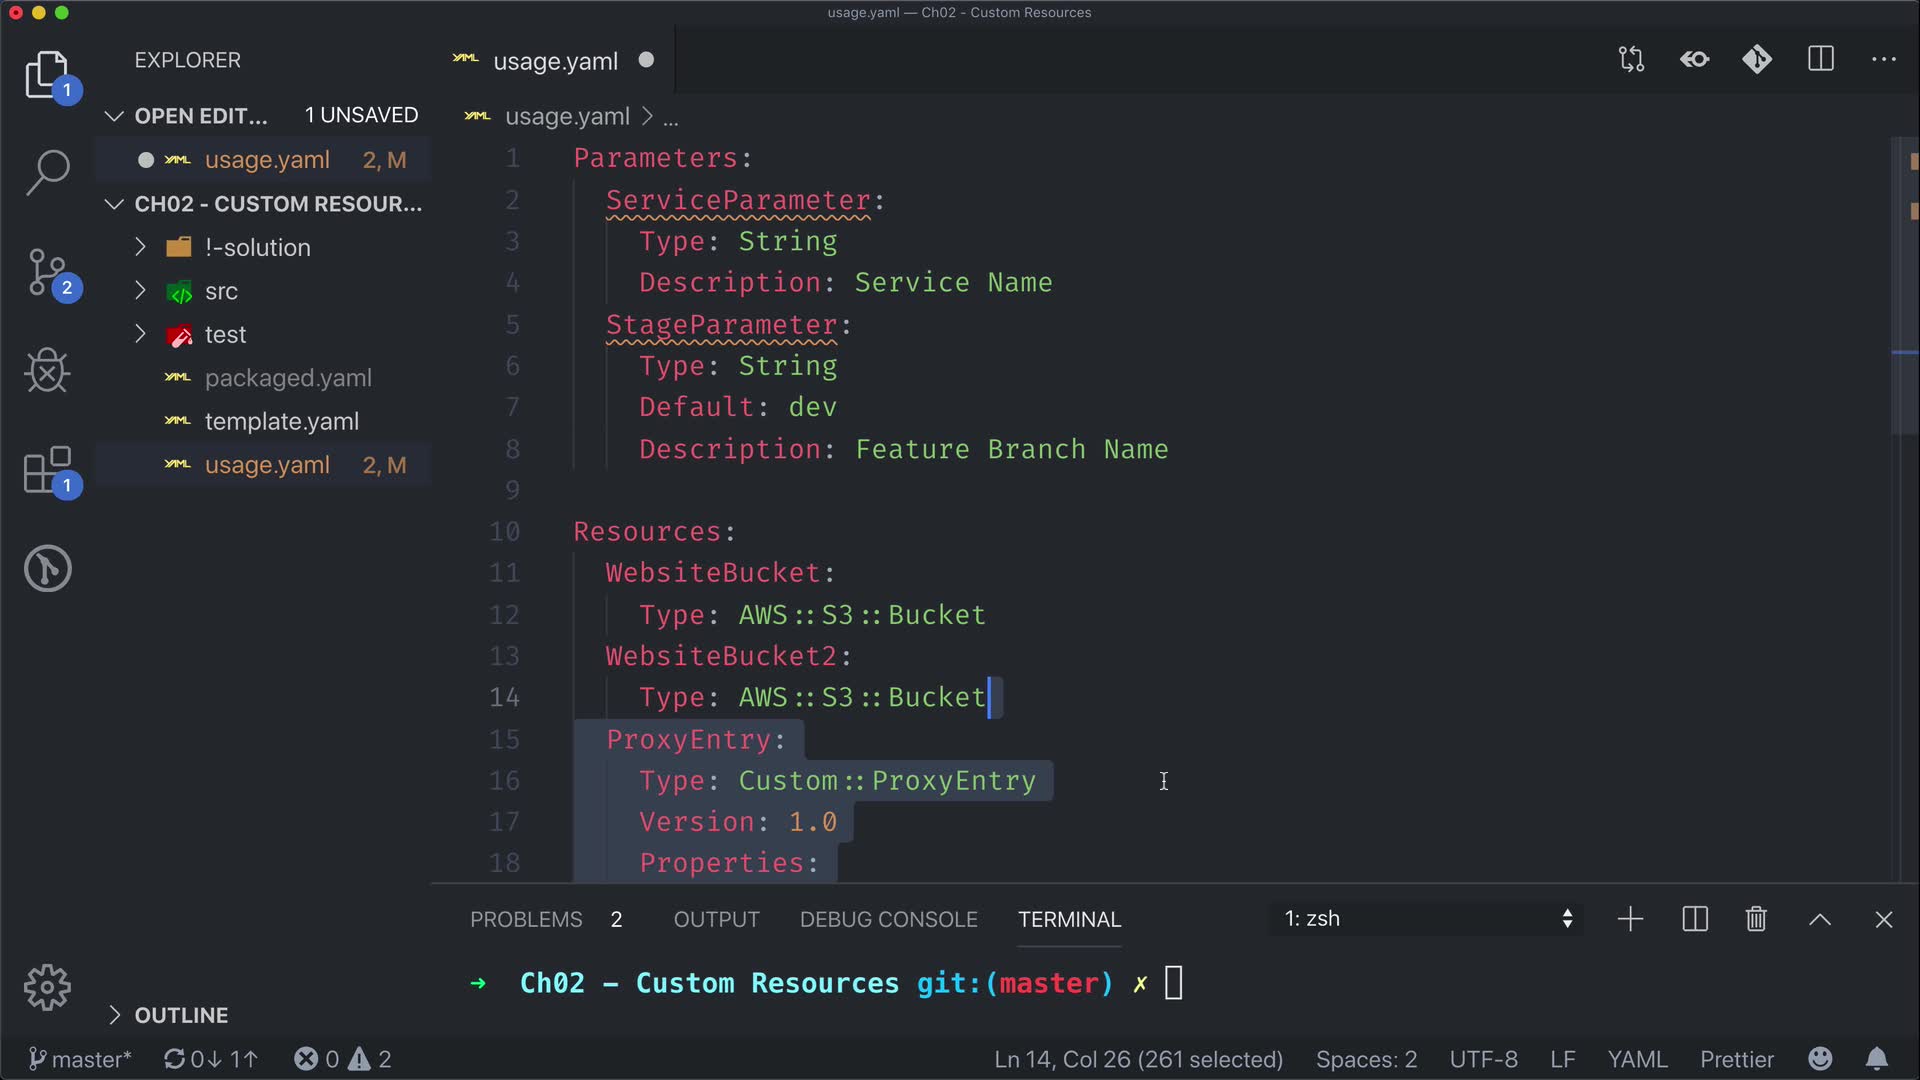 usage.yaml — Ch02 - Custom Resources
EXPLORER
1
OPEN EDIT... 1 UNSAVED
usage.yaml 2, M
CH02 - CUSTOM RESOUR...
!-solution
src
test
packaged.yaml
template.yaml
usage.yaml 2, M
2
1
OUTLINE
YAML usage.yaml
YAML usage.yaml > ...
1 Parameters:
2 ServiceParameter:
3 Type: String
4 Description: Service Name
5 StageParameter:
6 Type: String
7 Default: dev
8 Description: Feature Branch Name
9
10 Resources:
11 WebsiteBucket:
12 Type: AWS::S3::Bucket
13 WebsiteBucket2:
14 Type: AWS::S3::Bucket
15 ProxyEntry:
16 Type: Custom::ProxyEntry
17 Version: 1.0
18 Properties:
PROBLEMS 2 OUTPUT DEBUG CONSOLE TERMINAL 1: zsh
→ Ch02 - Custom Resources git:(master) ✗
master* 0↓ 1↑ 0 2 Ln 14, Col 26 (261 selected) Spaces: 2 UTF-8 LF YAML Prettier